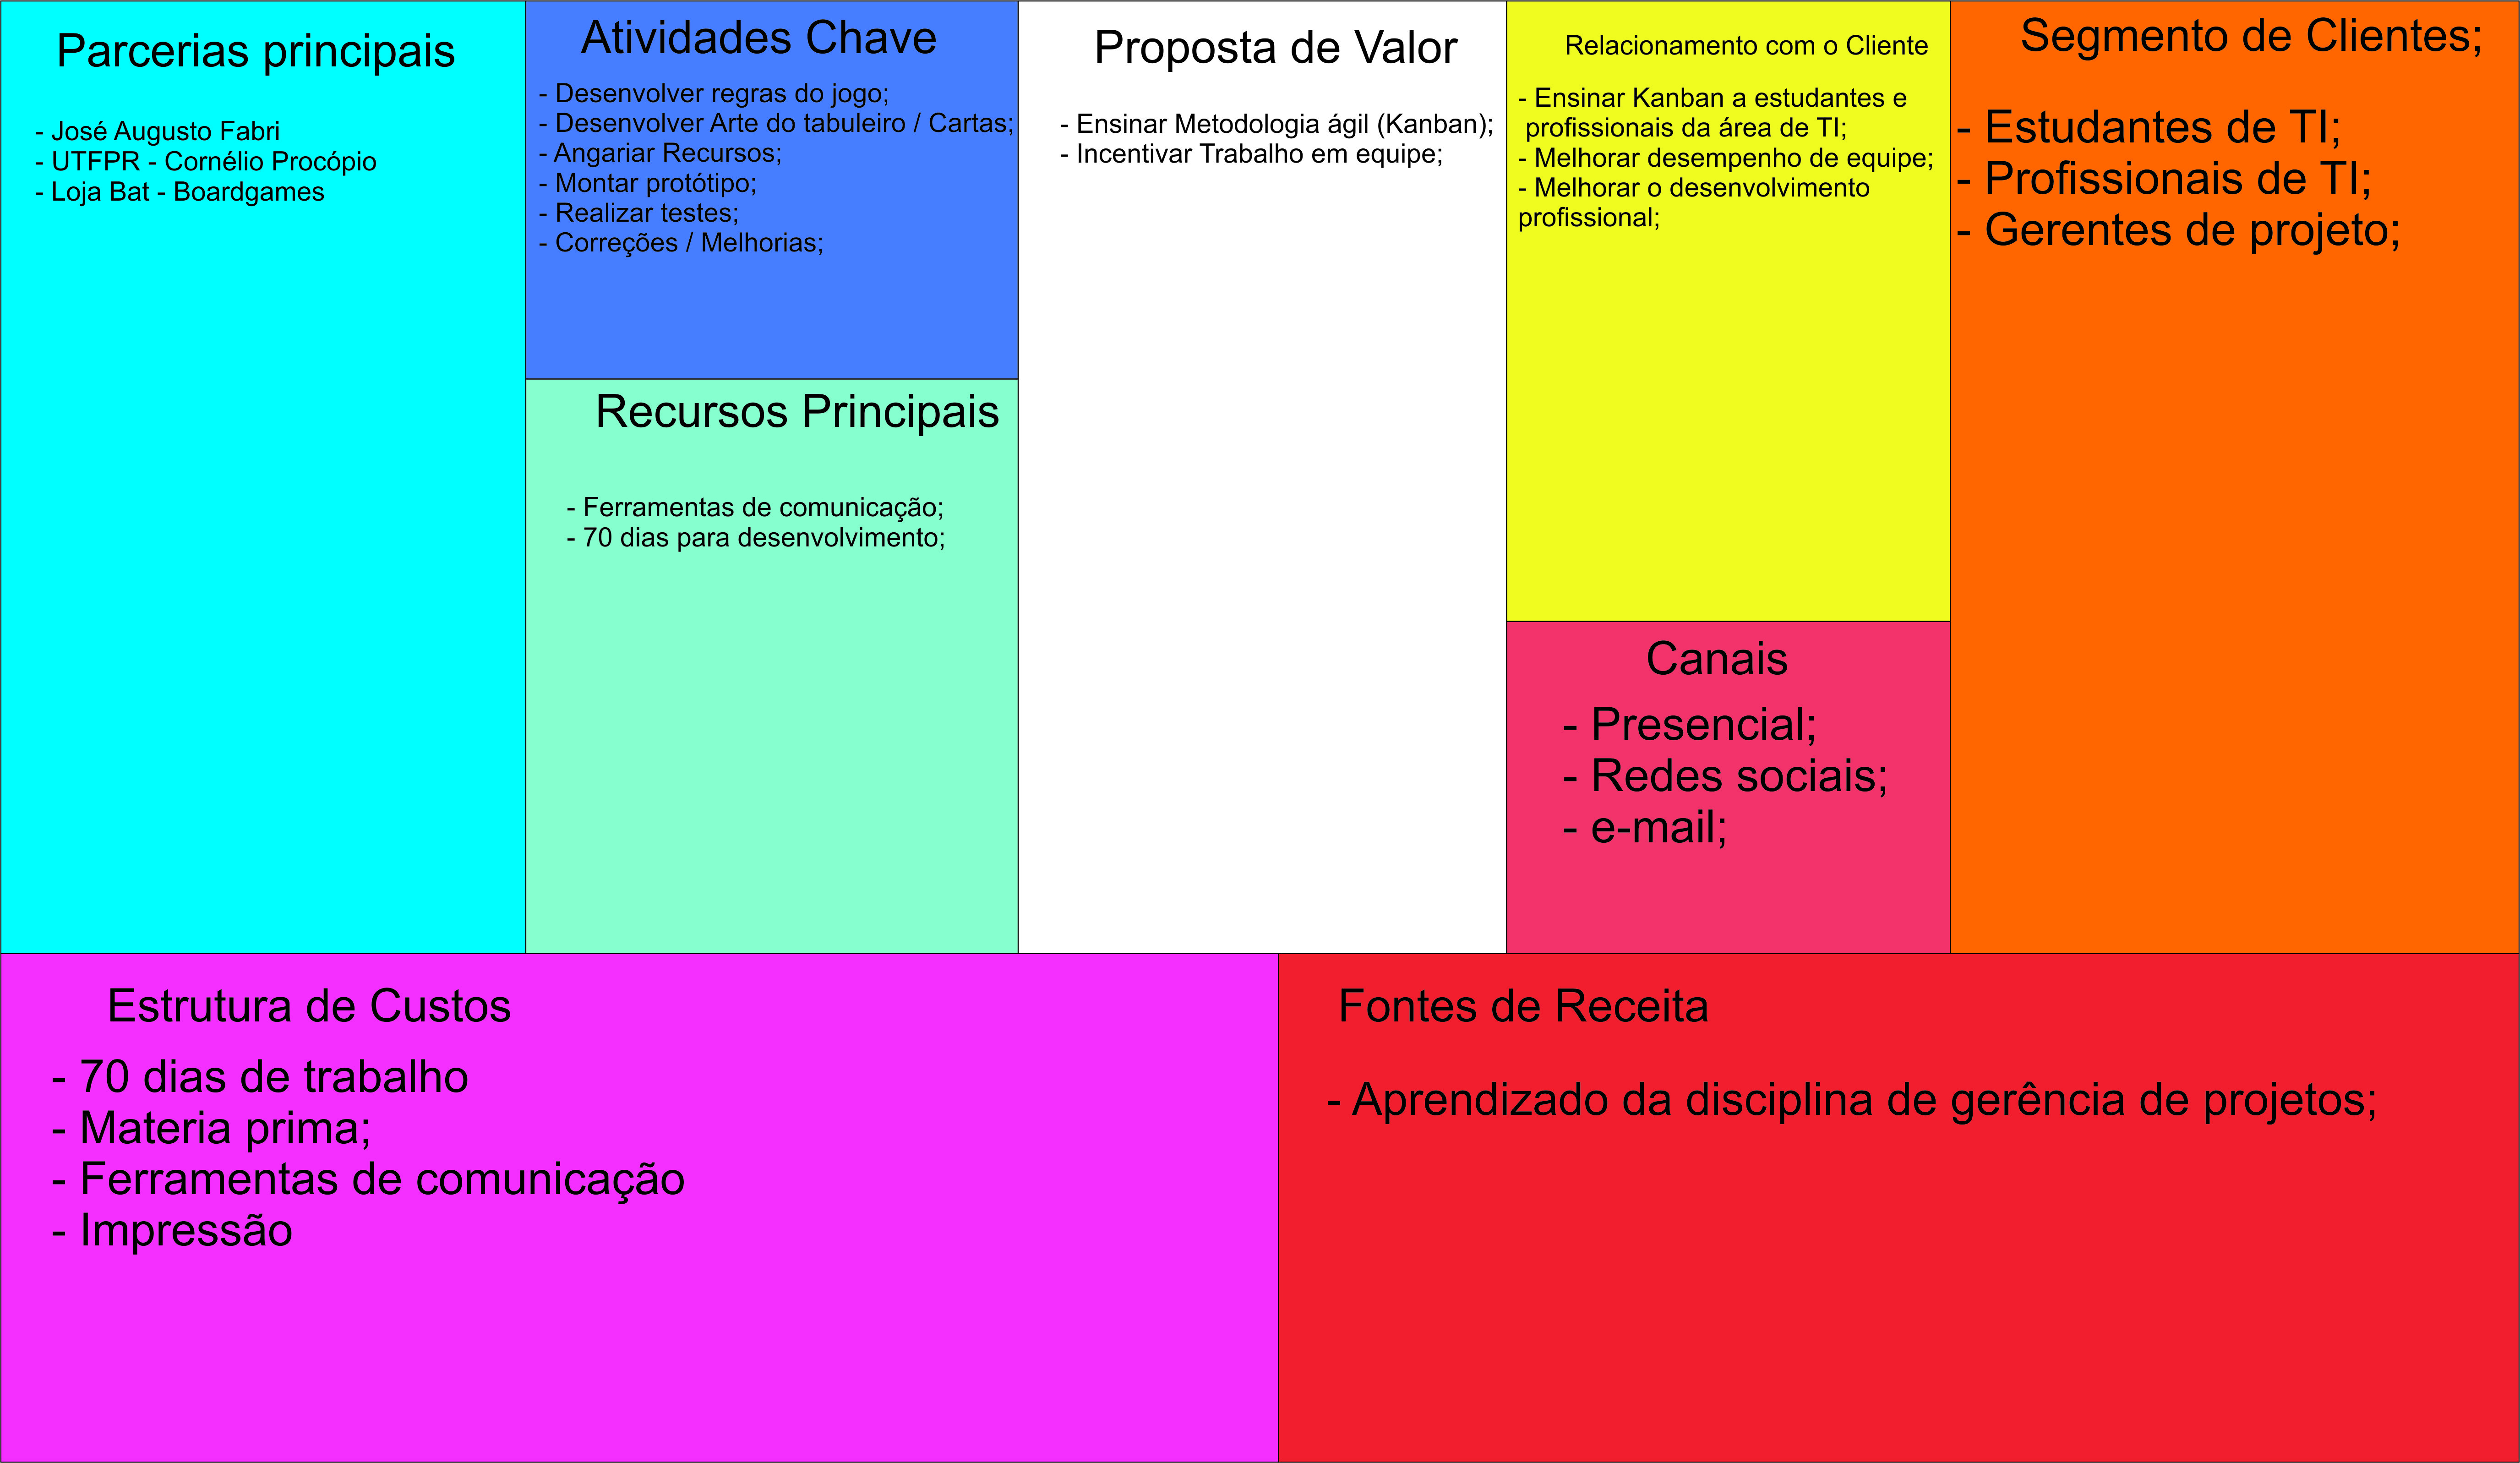 Parcerias principais
- José Augusto Fabri
- UTFPR - Cornélio Procópio
- Loja Bat - Boardgames
Atividades Chave
- Desenvolver regras do jogo;
- Desenvolver Arte do tabuleiro / Cartas;
- Angariar Recursos;
- Montar protótipo;
- Realizar testes;
- Correções / Melhorias;
Recursos Principais
- Ferramentas de comunicação;
- 70 dias para desenvolvimento;
Proposta de Valor
- Ensinar Metodologia ágil (Kanban);
- Incentivar Trabalho em equipe;
Relacionamento com o Cliente
- Ensinar Kanban a estudantes e
profissionais da área de TI;
- Melhorar desempenho de equipe;
- Melhorar o desenvolvimento
profissional;
Canais
- Presencial;
- Redes sociais;
- e-mail;
Segmento de Clientes;
- Estudantes de TI;
- Profissionais de TI;
- Gerentes de projeto;
Estrutura de Custos
- 70 dias de trabalho
- Materia prima;
- Ferramentas de comunicação
- Impressão
Fontes de Receita
- Aprendizado da disciplina de gerência de projetos;